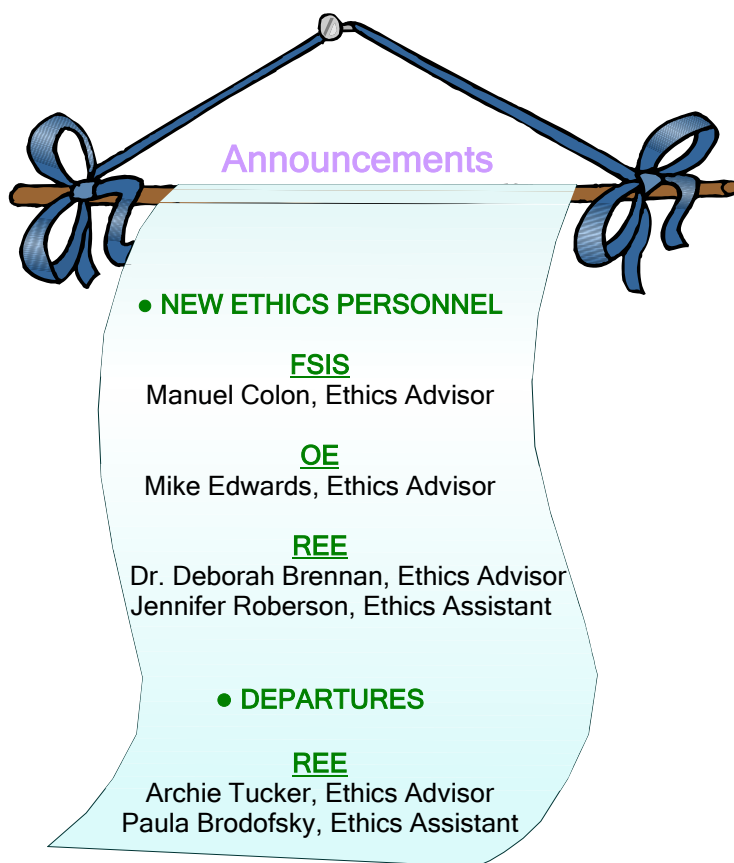 Announcements
● NEW ETHICS PERSONNEL
FSIS
Manuel Colon, Ethics Advisor
OE
Mike Edwards, Ethics Advisor
REE
Dr. Deborah Brennan, Ethics Advisor
Jennifer Roberson, Ethics Assistant
● DEPARTURES
REE
Archie Tucker, Ethics Advisor
Paula Brodofsky, Ethics Assistant